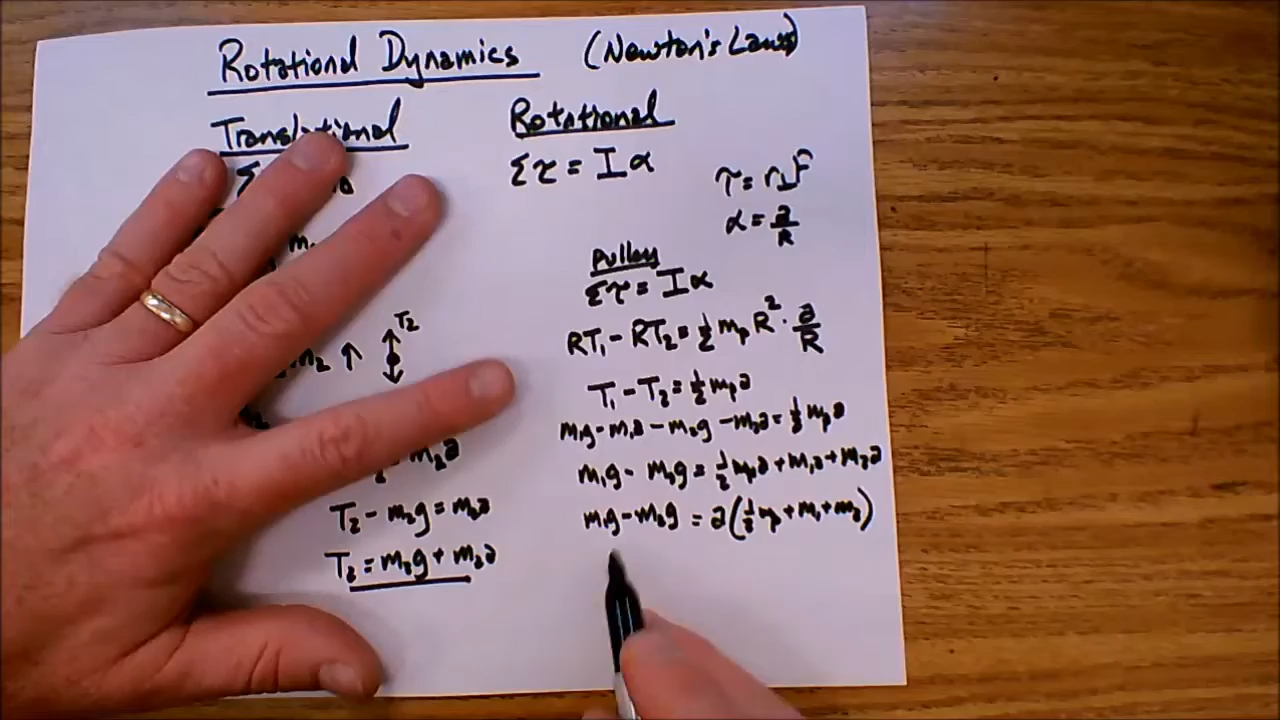 Rotational Dynamics (Newton's Laws)
Translational
Rotational
Στ = Iα
τ = r⊥F
α = a/R
Pulley
Στ = Iα
RT₁ - RT₂ = ½ mₚR² · a/R
T₁ - T₂ = ½ mₚa
m₁g - m₁a - m₂g - m₂a = ½ mₚa
m₁g - m₂g = ½ mₚa + m₁a + m₂a
m₁g - m₂g = a(½ mₚ + m₁ + m₂)
T₂
m₂a
T₂ - m₂g = m₂a
T₂ = m₂g + m₂a